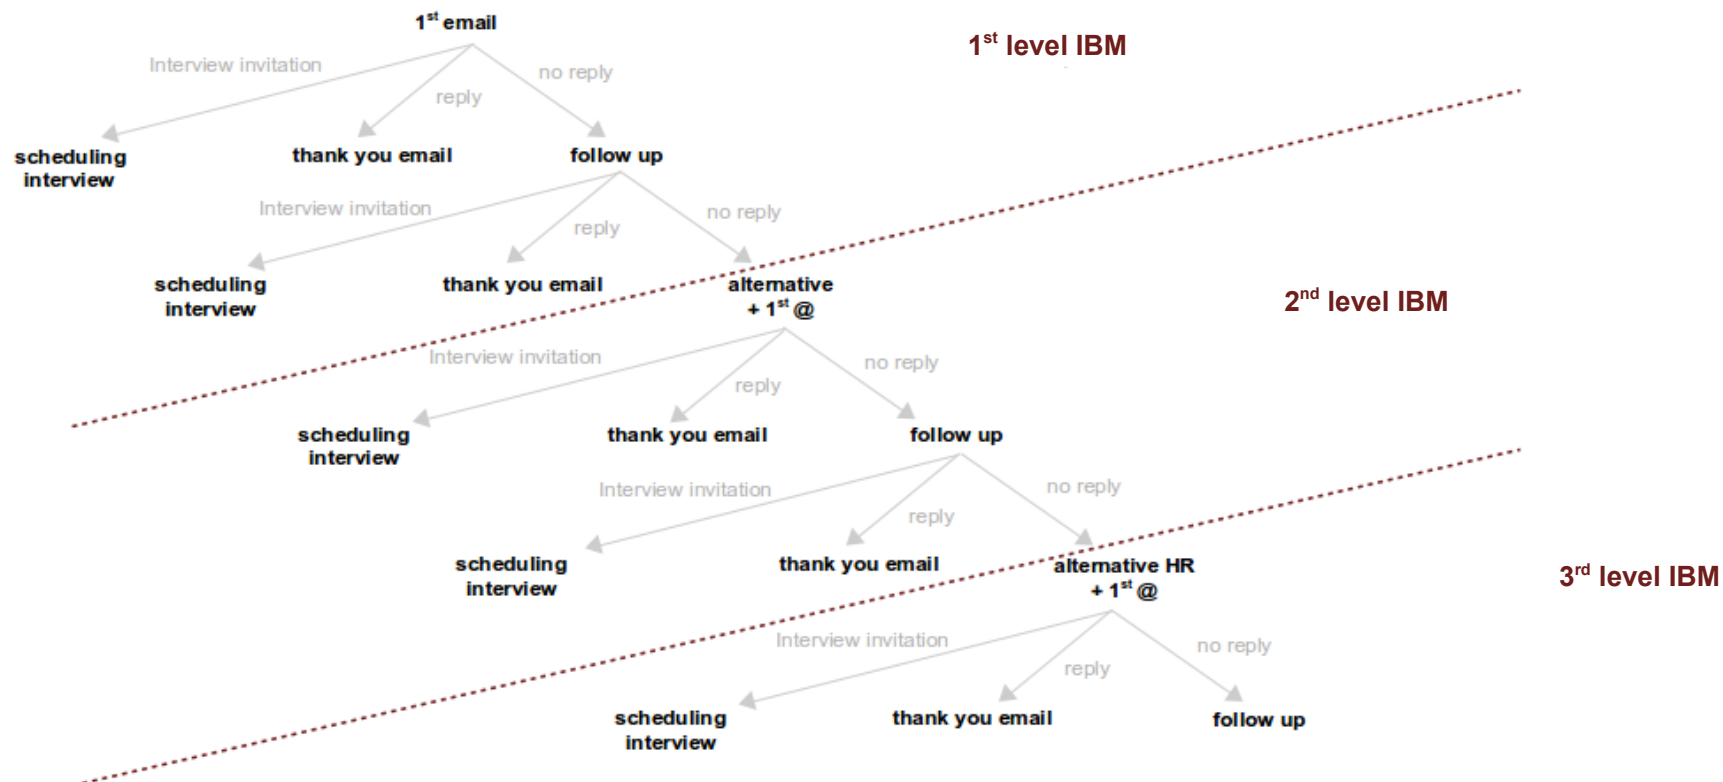 1st email
1st level IBM
Interview invitation
no reply
reply
scheduling
interview
thank you email
follow up
Interview invitation
no reply
reply
scheduling
interview
thank you email
alternative
+ 1st @
2nd level IBM
Interview invitation
no reply
reply
scheduling
interview
thank you email
follow up
Interview invitation
no reply
reply
scheduling
interview
thank you email
alternative HR
+ 1st @
3rd level IBM
Interview invitation
no reply
reply
scheduling
interview
thank you email
follow up